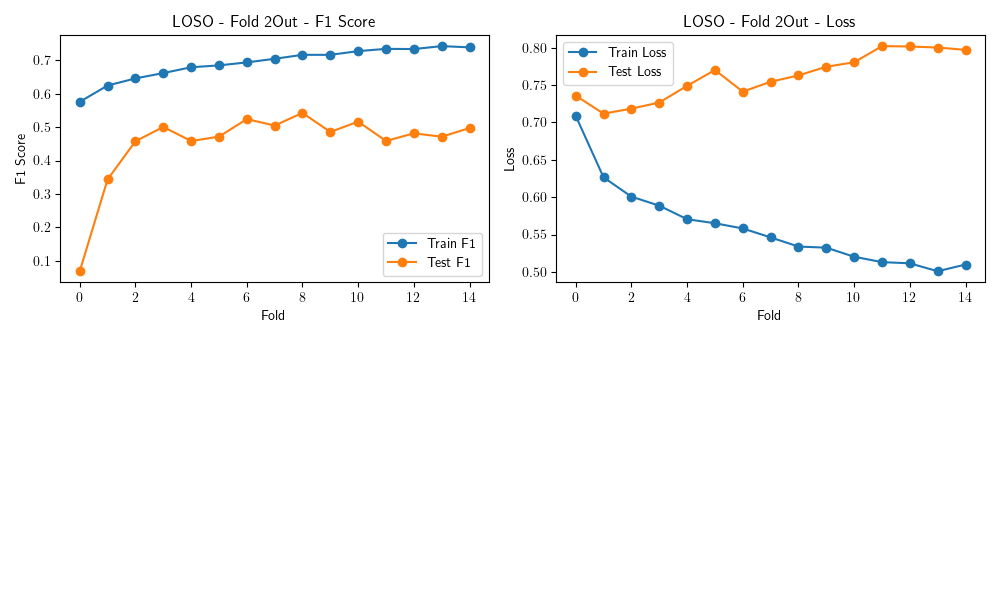 LOSO - Fold 2Out - F1 Score
F1 Score
0.7
0.6
0.5
0.4
0.3
0.2
0.1
Train F1
Test F1
0 2 4 6 8 10 12 14
Fold
LOSO - Fold 2Out - Loss
Loss
0.80
0.75
0.70
0.65
0.60
0.55
0.50
Train Loss
Test Loss
0 2 4 6 8 10 12 14
Fold